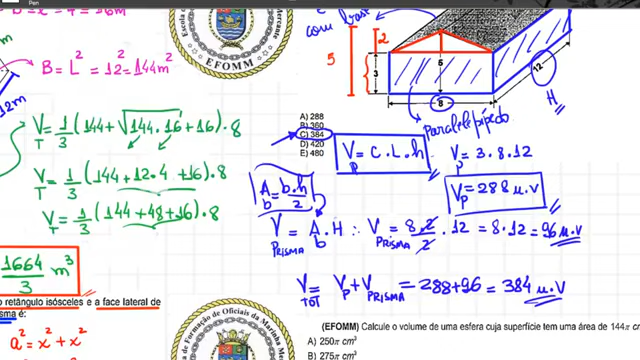 Pen
B = L² = 12² = 144m²
12m
V_T = 1/3 (144 + √144.16 + 16) . 8
V_T = 1/3 (144 + 12.4 + 16) . 8
V_T = 1/3 (144 + 48 + 16) . 8
1664/3 m³
o retângulo isósceles e a face lateral de
sma é:
a² = x² + x²
EFOMM
com base
5
2
3
5
8
12
H
paralelepípedo
A) 288
B) 360
C) 384
D) 420
E) 480
V_P = C.L.h
V_P = 3.8.12
V_P = 288 u.V
A_b = b.h/2
V_PRISMA = A_b . H ∴ V_PRISMA = 8.2/2 . 12 = 8.12 = 96 u.V
V_TOT = V_P + V_PRISMA = 288 + 96 = 384 u.V
(EFOMM) Calcule o volume de uma esfera cuja superfície tem uma área de 144π c
A) 250π cm³
B) 275π cm³